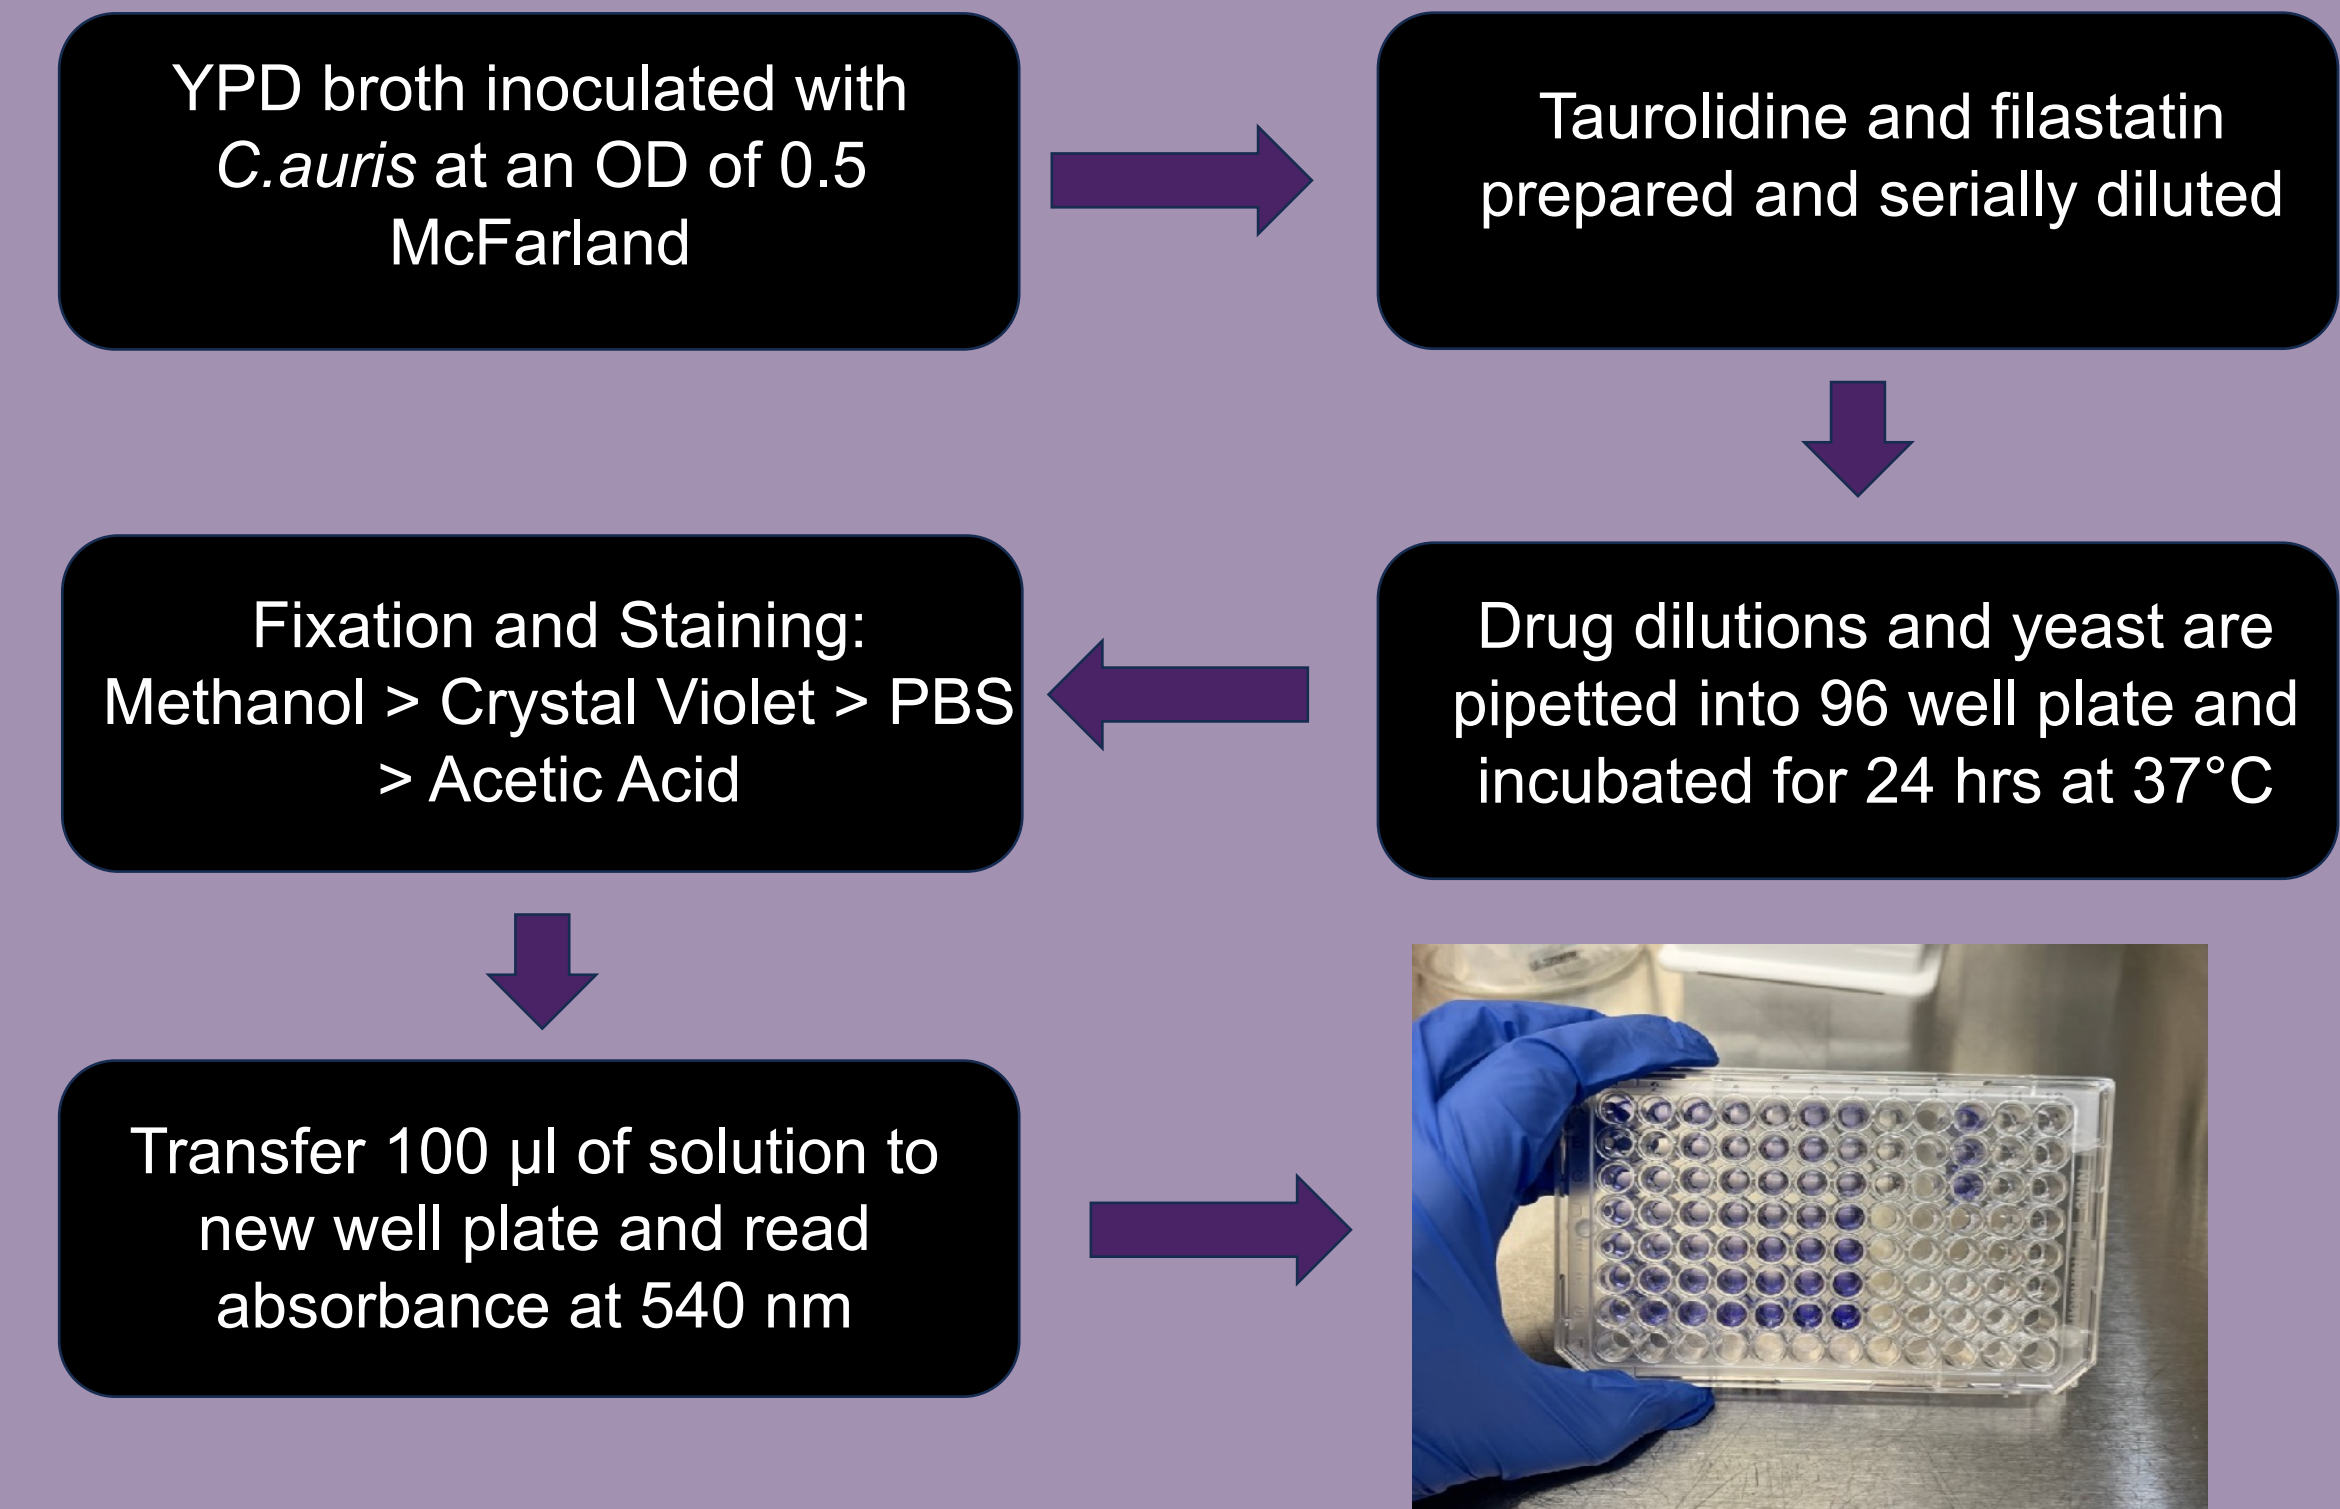 YPD broth inoculated with
C.auris at an OD of 0.5
McFarland
Taurolidine and filastatin
prepared and serially diluted
Drug dilutions and yeast are
pipetted into 96 well plate and
incubated for 24 hrs at 37°C
Fixation and Staining:
Methanol > Crystal Violet > PBS
> Acetic Acid
Transfer 100 µl of solution to
new well plate and read
absorbance at 540 nm